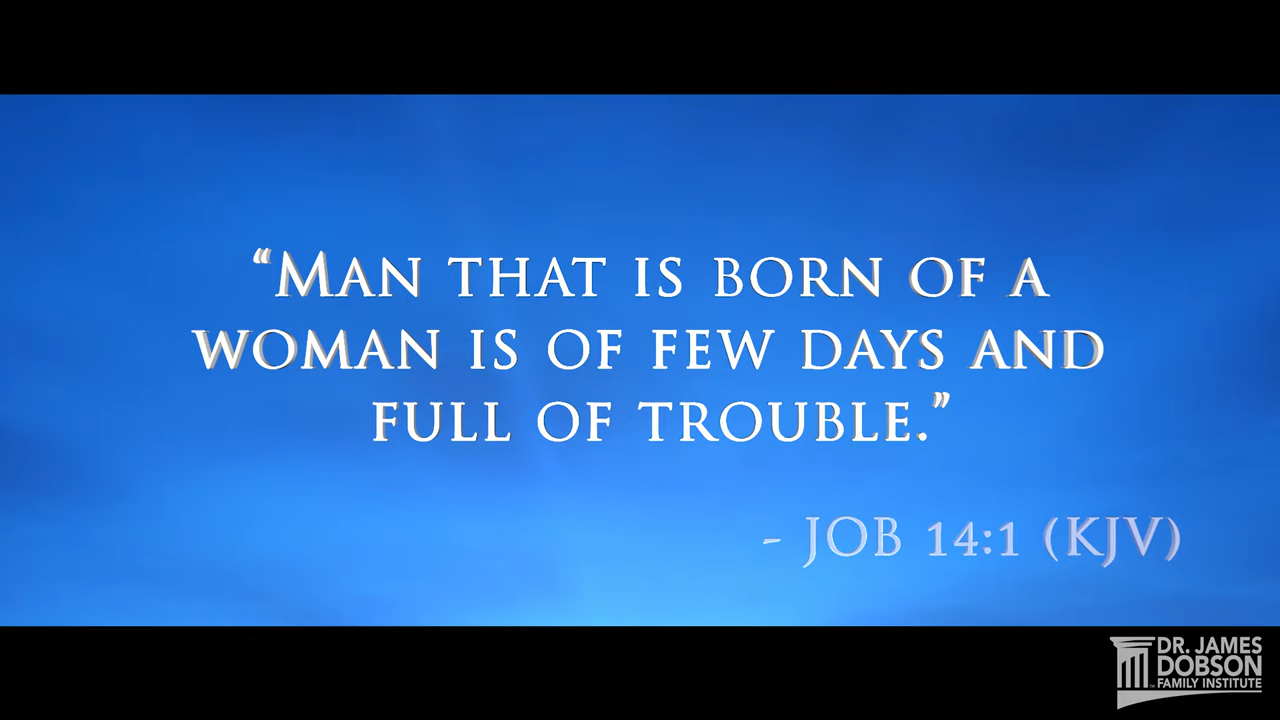 “Man that is born of a
woman is of few days and
full of trouble.”
- JOB 14:1 (KJV)
DR. JAMES
DOBSON
FAMILY INSTITUTE